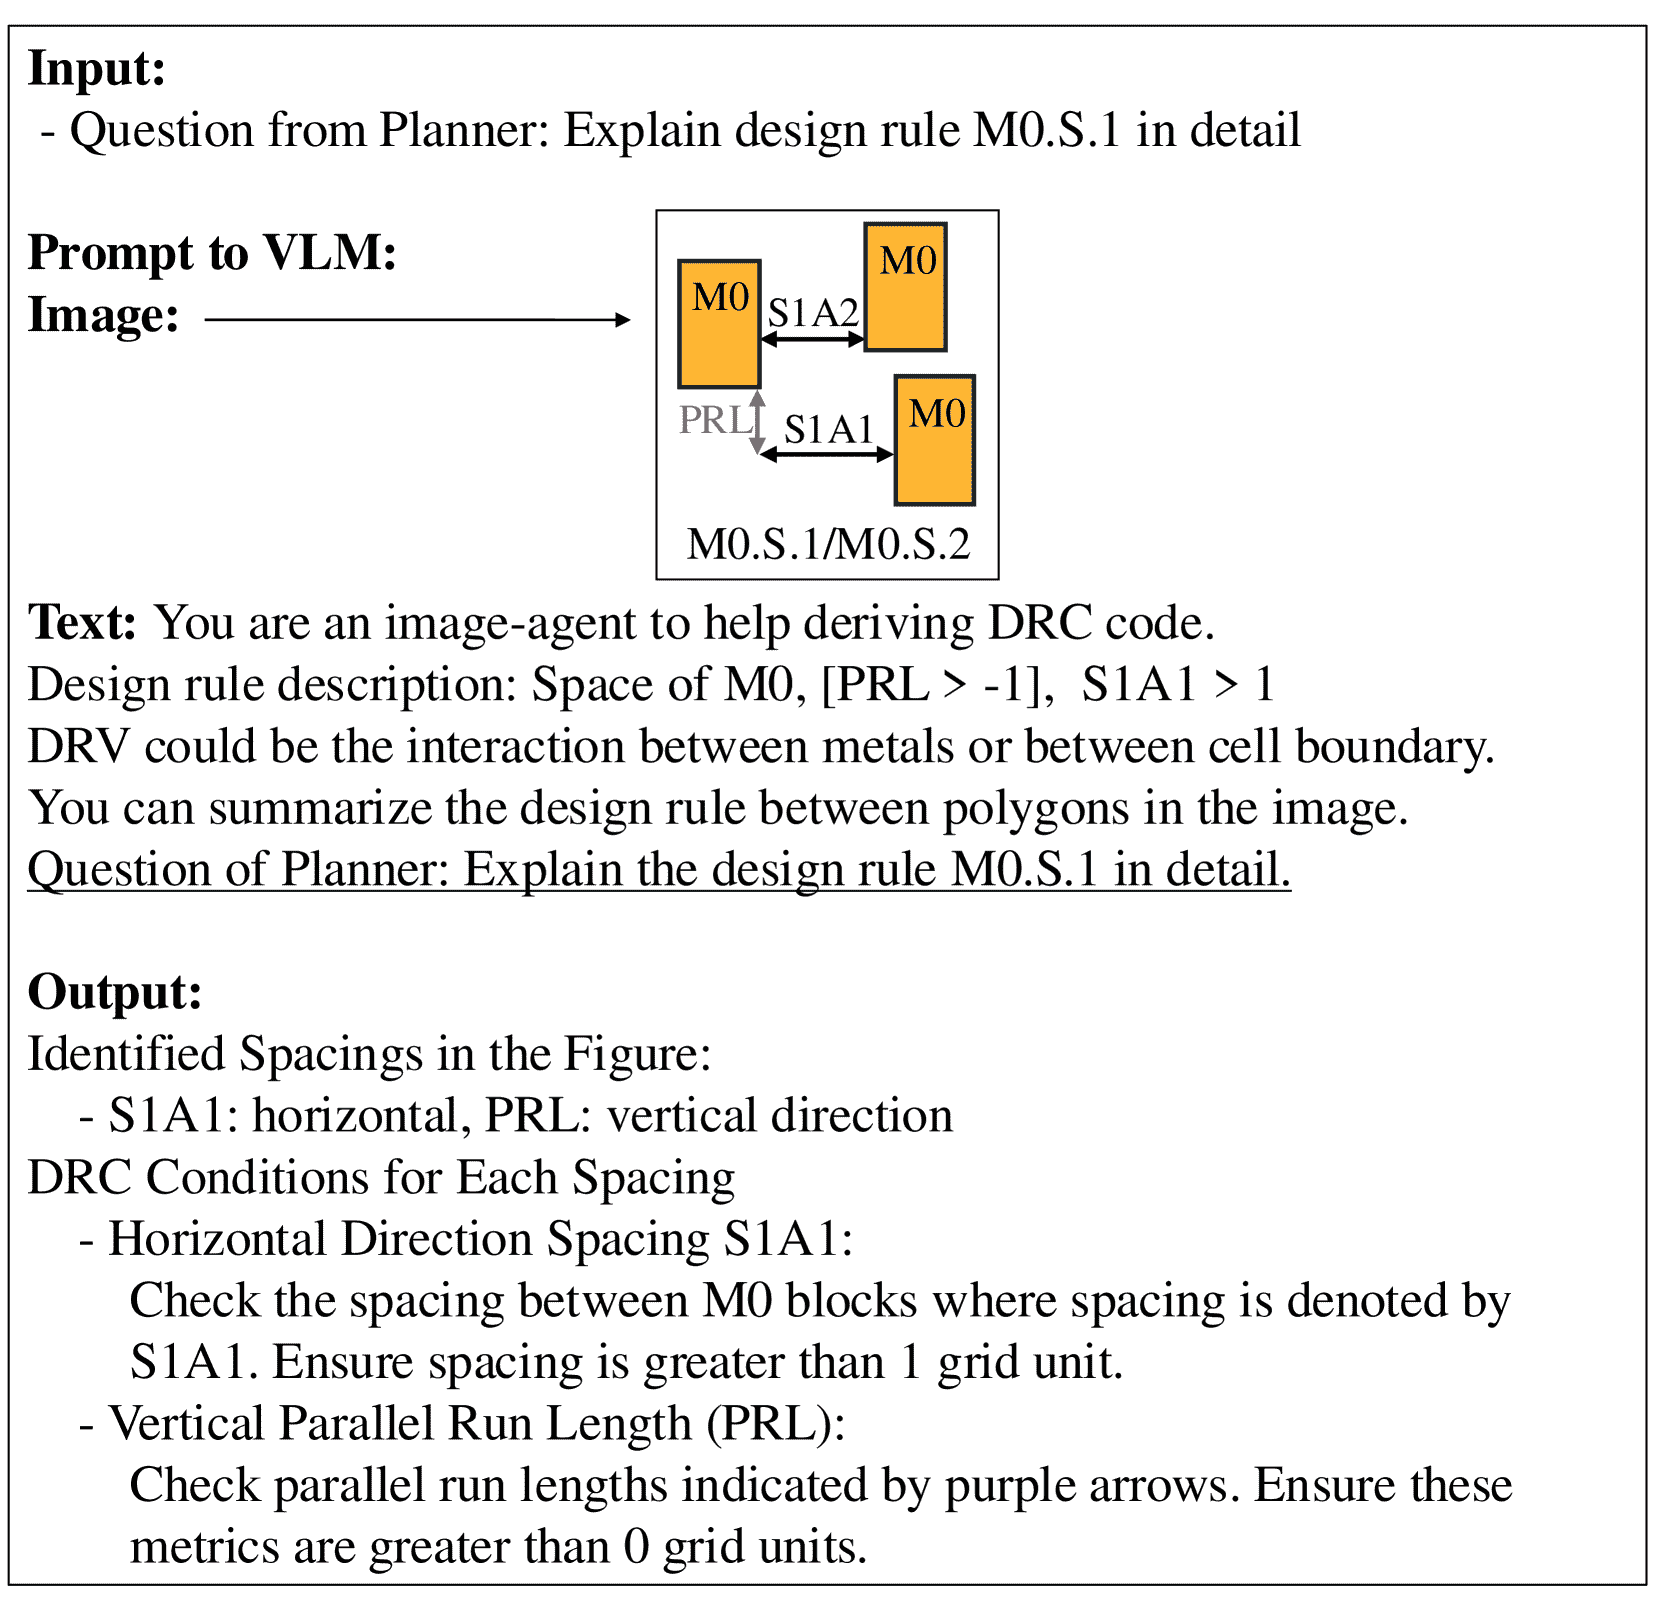 Input:
- Question from Planner: Explain design rule M0.S.1 in detail
Prompt to VLM:
Image:
M0
M0
S1A2
PRL
S1A1
M0
M0.S.1/M0.S.2
Text: You are an image-agent to help deriving DRC code.
Design rule description: Space of M0, [PRL > -1], S1A1 > 1
DRV could be the interaction between metals or between cell boundary.
You can summarize the design rule between polygons in the image.
Question of Planner: Explain the design rule M0.S.1 in detail.
Output:
Identified Spacings in the Figure:
- S1A1: horizontal, PRL: vertical direction
DRC Conditions for Each Spacing
- Horizontal Direction Spacing S1A1:
Check the spacing between M0 blocks where spacing is denoted by
S1A1. Ensure spacing is greater than 1 grid unit.
- Vertical Parallel Run Length (PRL):
Check parallel run lengths indicated by purple arrows. Ensure these
metrics are greater than 0 grid units.